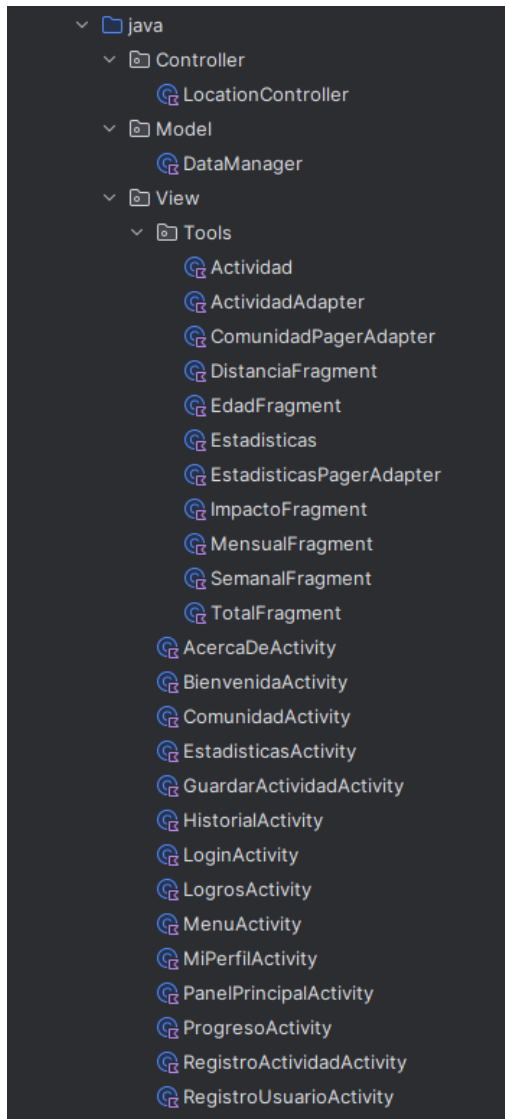 java
Controller
LocationController
Model
DataManager
View
Tools
Actividad
ActividadAdapter
ComunidadPagerAdapter
DistanciaFragment
EdadFragment
Estadisticas
EstadisticasPagerAdapter
ImpactoFragment
MensualFragment
SemanalFragment
TotalFragment
AcercaDeActivity
BienvenidaActivity
ComunidadActivity
EstadisticasActivity
GuardarActividadActivity
HistorialActivity
LoginActivity
LogrosActivity
MenuActivity
MiPerfilActivity
PanelPrincipalActivity
ProgresoActivity
RegistroActividadActivity
RegistroUsuarioActivity